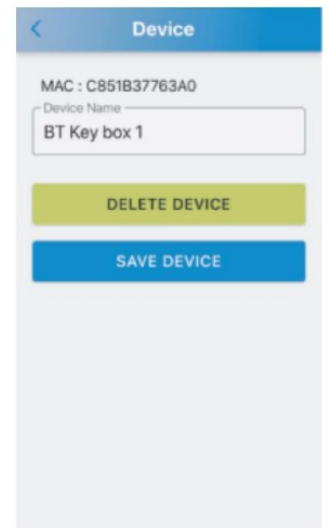 Device
MAC : C851B37763A0
Device Name
BT Key box 1
DELETE DEVICE
SAVE DEVICE